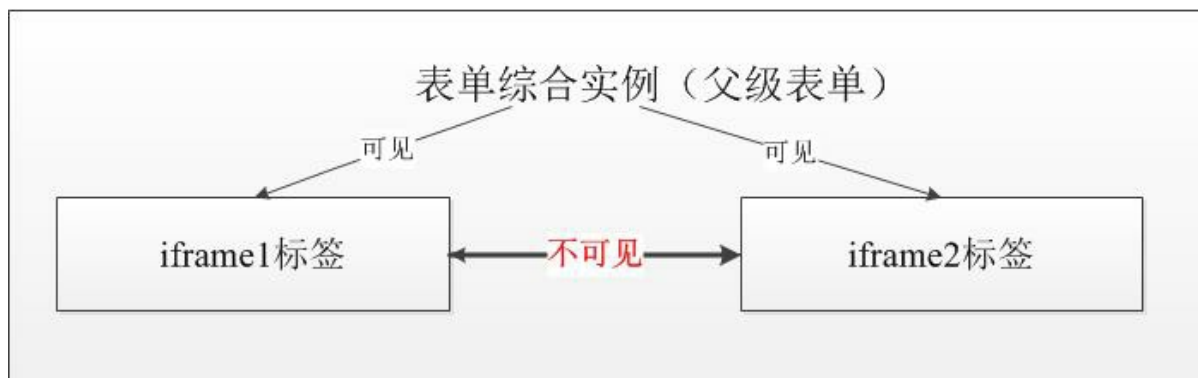 表单综合实例（父级表单）
可见
可见
iframe1标签
不可见
iframe2标签